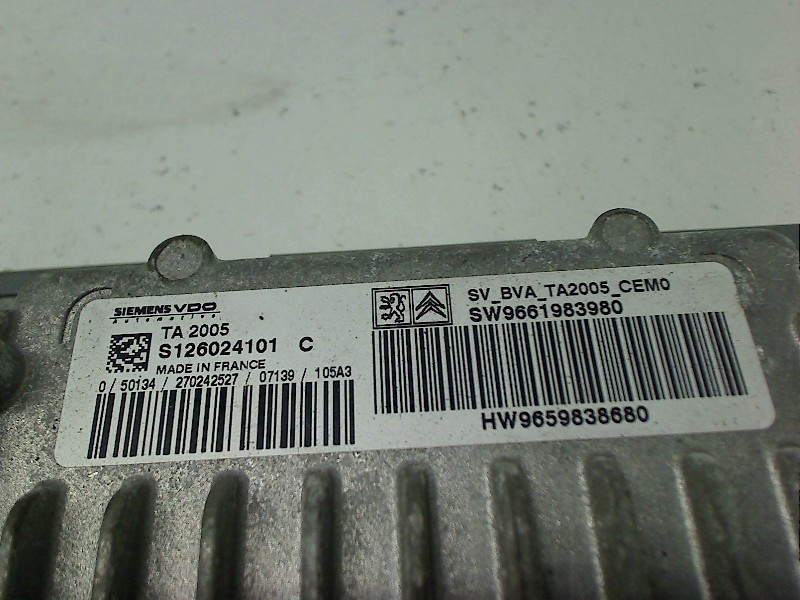 SIEMENS VDO
Automotive
TA 2005
S126024101 C
MADE IN FRANCE
0 / 50134 / 270242527 / 07139 / 105A3
SV_BVA_TA2005_CEM0
SW9661983980
HW9659838680